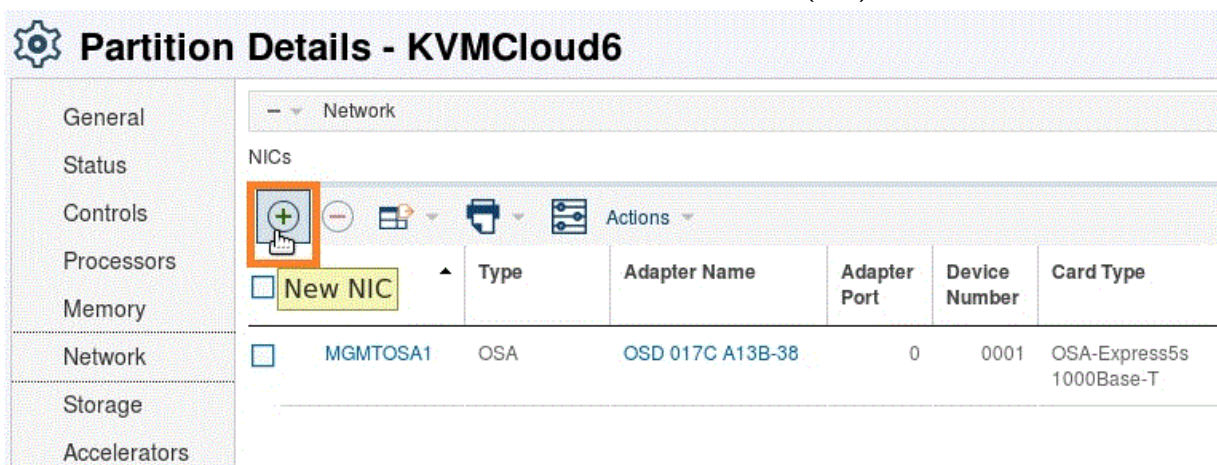 Partition Details - KVMCloud6
General
Status
Controls
Processors
Memory
Network
Storage
Accelerators
Network
NICs
Actions
New NIC
Type
Adapter Name
Adapter Port
Device Number
Card Type
MGMTOSA1
OSA
OSD 017C A13B-38
0
0001
OSA-Express5s
1000Base-T